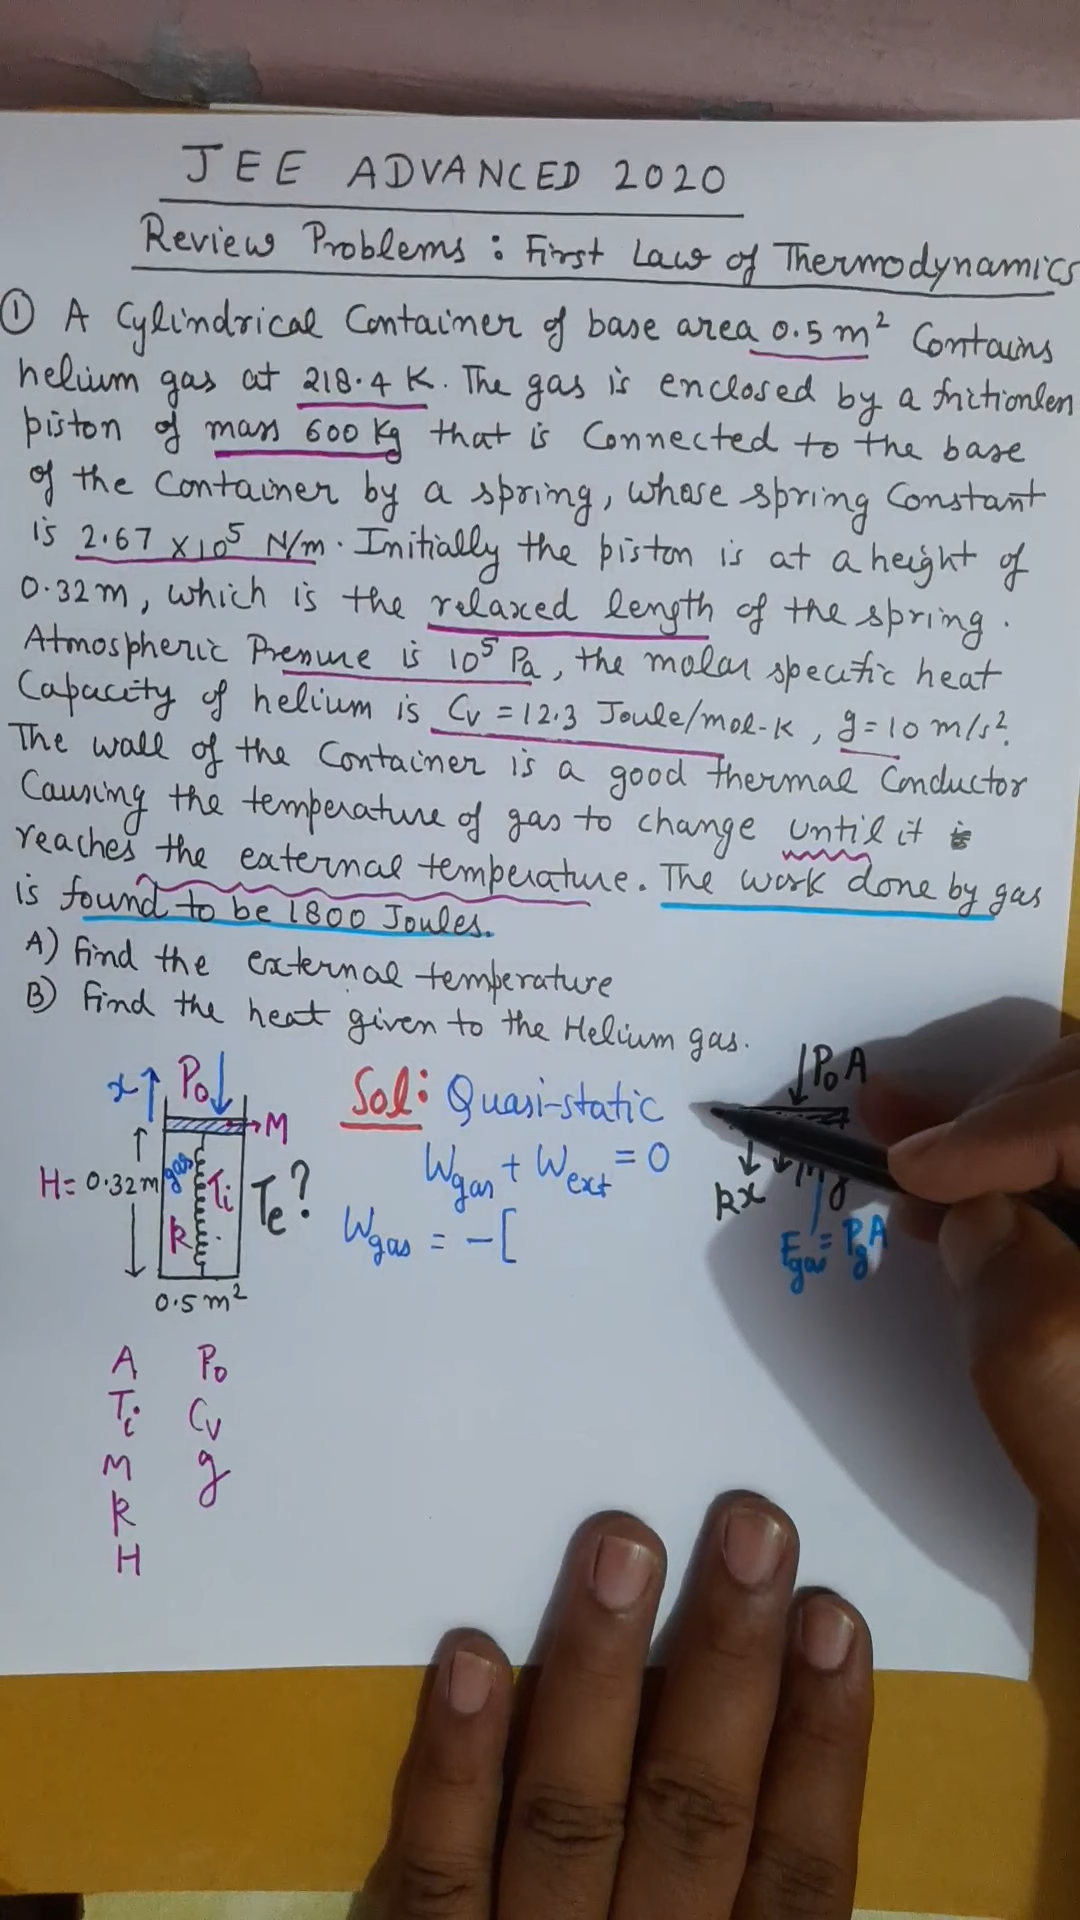 JEE ADVANCED 2020
Review Problems : First Law of Thermodynamics
① A Cylindrical Container of base area 0.5 m² Contains
helium gas at 218.4 K. The gas is enclosed by a frictionless
piston of mass 600 Kg that is Connected to the base
of the Container by a spring, whose spring Constant
is 2.67 ×10⁵ N/m. Initially the piston is at a height of
0.32m, which is the relaxed length of the spring.
Atmospheric Pressure is 10⁵ Pa, the molar specific heat
Capacity of helium is Cv = 12.3 Joule/mol-K, g = 10 m/s².
The wall of the Container is a good thermal Conductor
Causing the temperature of gas to change until it
reaches the external temperature. The work done by gas
is found to be 1800 Joules.
A) Find the external temperature
B) Find the heat given to the Helium gas.
x P₀
M
H = 0.32m gas Ti Te?
k
0.5 m²
Sol: Quasi-static
Wgas + Wext = 0
Wgas = -[
P₀A
kx Mg
Fgas = PgA
A P₀
Ti Cv
M g
k
H